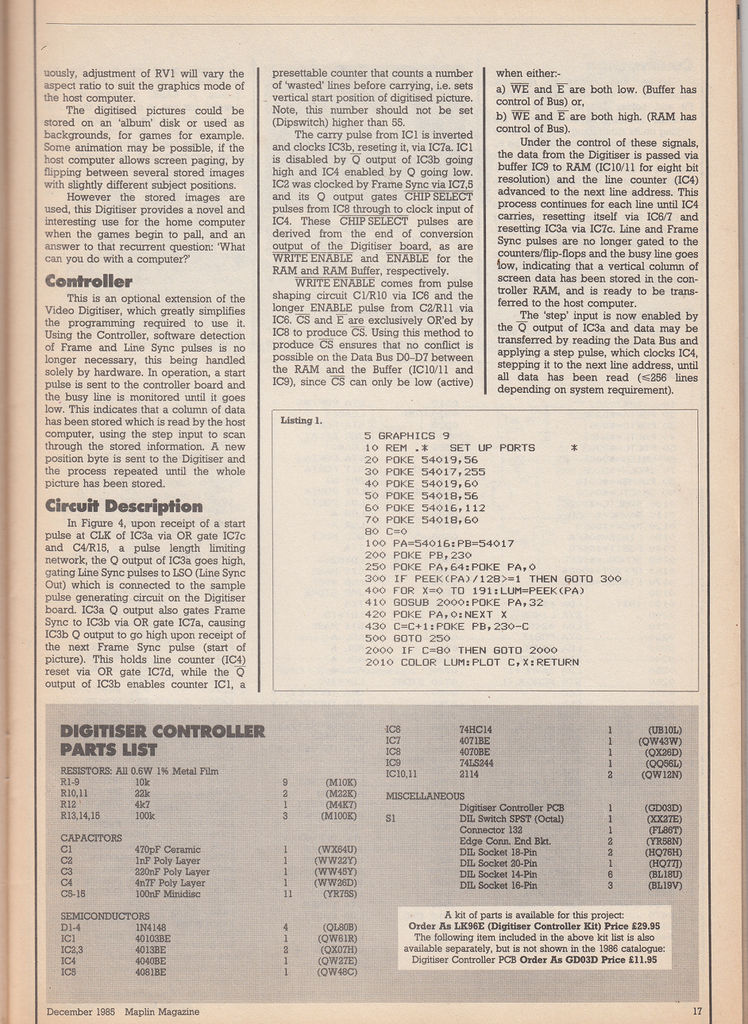 uously, adjustment of RV1 will vary the
aspect ratio to suit the graphics mode of
the host computer.
The digitised pictures could be
stored on an 'album' disk or used as
backgrounds, for games for example.
Some animation may be possible, if the
host computer allows screen paging, by
flipping between several stored images
with slightly different subject positions.
However the stored images are
used, this Digitiser provides a novel and
interesting use for the home computer
when the games begin to pall, and an
answer to that recurrent question: 'What
can you do with a computer?'
Controller
This is an optional extension of the
Video Digitiser, which greatly simplifies
the programming required to use it.
Using the Controller, software detection
of Frame and Line Sync pulses is no
longer necessary, this being handled
solely by hardware. In operation, a start
pulse is sent to the controller board and
the busy line is monitored until it goes
low. This indicates that a column of data
has been stored which is read by the host
computer, using the step input to scan
through the stored information. A new
position byte is sent to the Digitiser and
the process repeated until the whole
picture has been stored.
Circuit Description
In Figure 4, upon receipt of a start
pulse at CLK of IC3a via OR gate IC7c
and C4/R15, a pulse length limiting
network, the Q output of IC3a goes high,
gating Line Sync pulses to LSO (Line Sync
Out) which is connected to the sample
pulse generating circuit on the Digitiser
board. IC3a Q output also gates Frame
Sync to IC3b via OR gate IC7a, causing
IC3b Q output to go high upon receipt of
the next Frame Sync pulse (start of
picture). This holds line counter (IC4)
reset via OR gate IC7d, while the Q̅
output of IC3b enables counter IC1, a
presettable counter that counts a number
of 'wasted' lines before carrying, i.e. sets
vertical start position of digitised picture.
Note, this number should not be set
(Dipswitch) higher than 55.
The carry pulse from IC1 is inverted
and clocks IC3b, reseting it, via IC7a. IC1
is disabled by Q̅ output of IC3b going
high and IC4 enabled by Q going low.
IC2 was clocked by Frame Sync via IC7,5
and its Q output gates C̅H̅I̅P̅ ̅S̅E̅L̅E̅C̅T̅
pulses from IC8 through to clock input of
IC4. These C̅H̅I̅P̅ ̅S̅E̅L̅E̅C̅T̅ pulses are
derived from the end of conversion
output of the Digitiser board, as are
W̅R̅I̅T̅E̅ ̅E̅N̅A̅B̅L̅E̅ and E̅N̅A̅B̅L̅E̅ for the
RAM and RAM Buffer, respectively.
W̅R̅I̅T̅E̅ ̅E̅N̅A̅B̅L̅E̅ comes from pulse
shaping circuit C1/R10 via IC6 and the
longer E̅N̅A̅B̅L̅E̅ pulse from C2/R11 via
IC6. C̅S̅ and E̅ are exclusively OR'ed by
IC8 to produce C̅S̅. Using this method to
produce C̅S̅ ensures that no conflict is
possible on the Data Bus D0–D7 between
the RAM and the Buffer (IC10/11 and
IC9), since C̅S̅ can only be low (active)
when either:-
a) W̅E̅ and E̅ are both low. (Buffer has
control of Bus) or,
b) W̅E̅ and E̅ are both high. (RAM has
control of Bus).
Under the control of these signals,
the data from the Digitiser is passed via
buffer IC9 to RAM (IC10/11 for eight bit
resolution) and the line counter (IC4)
advanced to the next line address. This
process continues for each line until IC4
carries, resetting itself via IC6/7 and
resetting IC3a via IC7c. Line and Frame
Sync pulses are no longer gated to the
counters/flip-flops and the busy line goes
low, indicating that a vertical column of
screen data has been stored in the con-
troller RAM, and is ready to be trans-
ferred to the host computer.
The 'step' input is now enabled by
the Q̅ output of IC3a and data may be
transferred by reading the Data Bus and
applying a step pulse, which clocks IC4,
stepping it to the next line address, until
all data has been read (≤256 lines
depending on system requirement).
Listing 1.
5 GRAPHICS 9
10 REM .* SET UP PORTS *
20 POKE 54019,56
30 POKE 54017,255
40 POKE 54019,60
50 POKE 54018,56
60 POKE 54016,112
70 POKE 54018,60
80 C=0
100 PA=54016:PB=54017
200 POKE PB,230
250 POKE PA,64:POKE PA,0
300 IF PEEK(PA)/128>=1 THEN GOTO 300
400 FOR X=0 TO 191:LUM=PEEK(PA)
410 GOSUB 2000:POKE PA,32
420 POKE PA,0:NEXT X
430 C=C+1:POKE PB,230-C
500 GOTO 250
2000 IF C=80 THEN GOTO 2000
2010 COLOR LUM:PLOT C,X:RETURN
DIGITISER CONTROLLER
PARTS LIST
RESISTORS: All 0.6W 1% Metal Film
R1-9 10k 9 (M10K)
R10,11 22k 2 (M22K)
R12 4k7 1 (M4K7)
R13,14,15 100k 3 (M100K)
CAPACITORS
C1 470pF Ceramic 1 (WX64U)
C2 1nF Poly Layer 1 (WW22Y)
C3 220nF Poly Layer 1 (WW45Y)
C4 4n7F Poly Layer 1 (WW26D)
C5-15 100nF Minidisc 11 (YR75S)
SEMICONDUCTORS
D1-4 1N4148 4 (QL80B)
IC1 40103BE 1 (QW61R)
IC2,3 4013BE 2 (QX07H)
IC4 4040BE 1 (QW27E)
IC5 4081BE 1 (QW48C)
IC6 74HC14 1 (UB10L)
IC7 4071BE 1 (QW43W)
IC8 4070BE 1 (QX26D)
IC9 74LS244 1 (QQ56L)
IC10,11 2114 2 (QW12N)
MISCELLANEOUS
Digitiser Controller PCB 1 (GD03D)
S1 DIL Switch SPST (Octal) 1 (XX27E)
Connector 132 1 (FL86T)
Edge Conn. End Bkt. 2 (YR58N)
DIL Socket 18-Pin 2 (HQ76H)
DIL Socket 20-Pin 1 (HQ77J)
DIL Socket 14-Pin 6 (BL18U)
DIL Socket 16-Pin 3 (BL19V)
A kit of parts is available for this project:
Order As LK96E (Digitiser Controller Kit) Price £29.95
The following item included in the above kit list is also
available separately, but is not shown in the 1986 catalogue:
Digitiser Controller PCB Order As GD03D Price £11.95
December 1985 Maplin Magazine 17